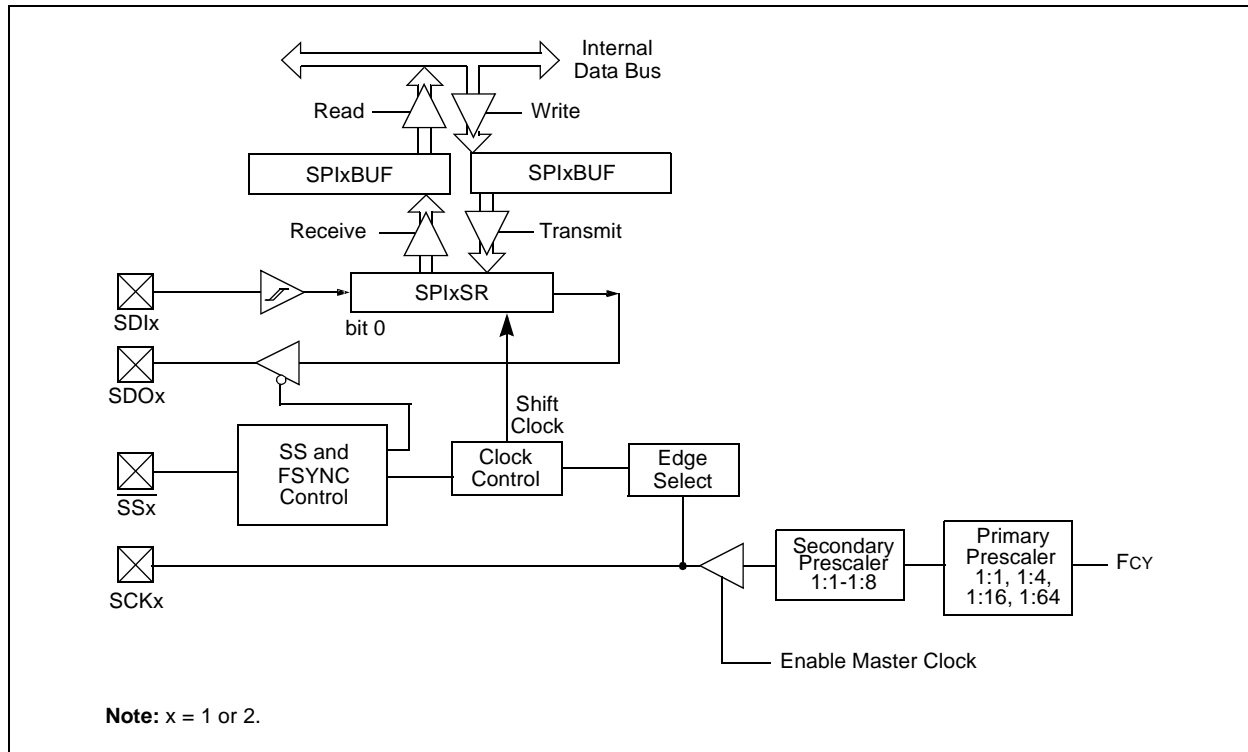 Internal
Data Bus
Read
Write
SPIxBUF
SPIxBUF
Receive
Transmit
SPIxSR
SDIx
bit 0
SDOx
Shift
Clock
SS and
FSYNC
Control
Clock
Control
Edge
Select
SSx
Secondary
Prescaler
1:1-1:8
Primary
Prescaler
1:1, 1:4,
1:16, 1:64
FCY
SCKx
Enable Master Clock
Note: x = 1 or 2.